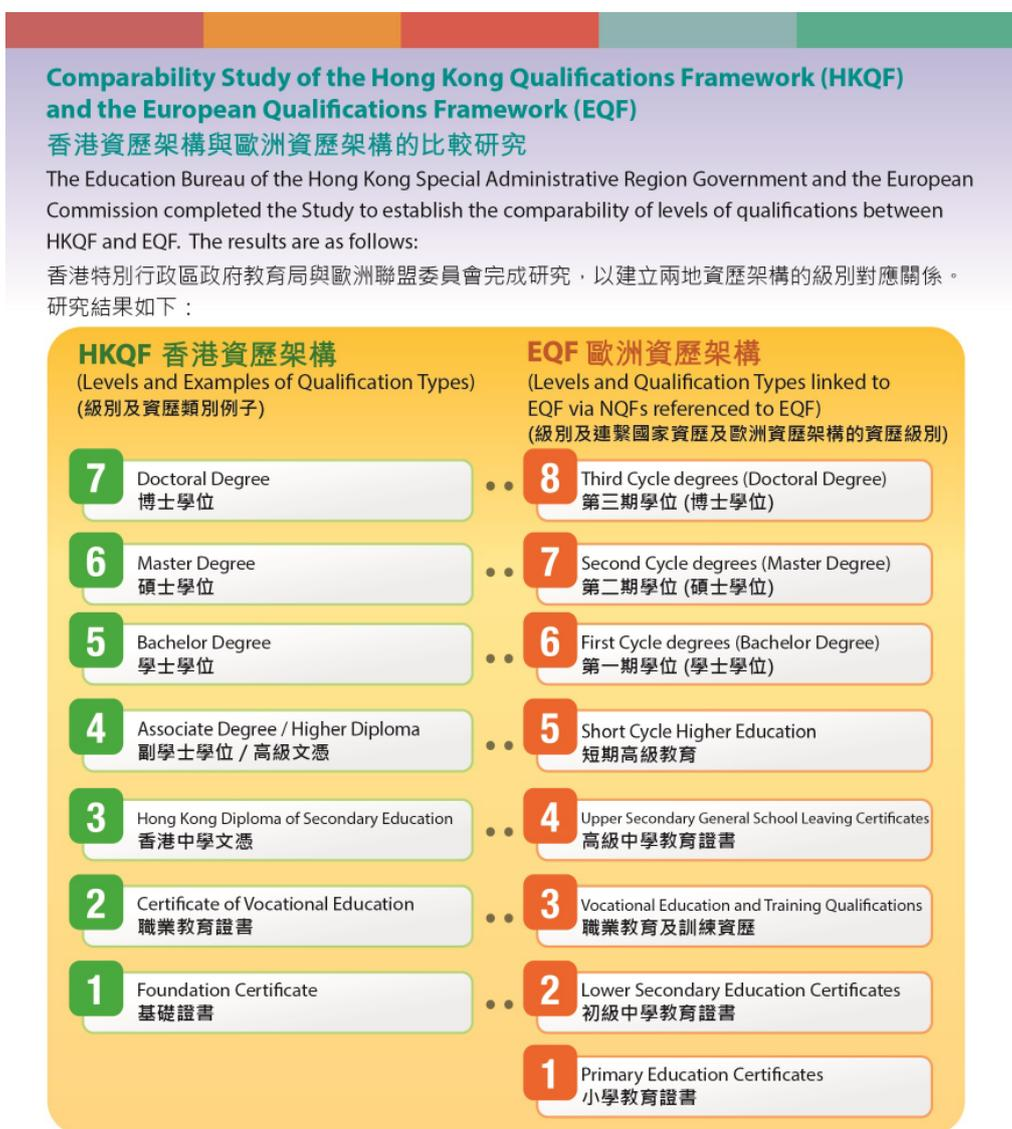 Comparability Study of the Hong Kong Qualifications Framework (HKQF)
and the European Qualifications Framework (EQF)
香港資歷架構與歐洲資歷架構的比較研究
The Education Bureau of the Hong Kong Special Administrative Region Government and the European
Commission completed the Study to establish the comparability of levels of qualifications between
HKQF and EQF. The results are as follows:
香港特別行政區政府教育局與歐洲聯盟委員會完成研究，以建立兩地資歷架構的級別對應關係。
研究結果如下：
HKQF 香港資歷架構
(Levels and Examples of Qualification Types)
(級別及資歷類別例子)
EQF 歐洲資歷架構
(Levels and Qualification Types linked to
EQF via NQFs referenced to EQF)
(級別及連繫國家資歷及歐洲資歷架構的資歷級別)
7
Doctoral Degree
博士學位
8
Third Cycle degrees (Doctoral Degree)
第三期學位 (博士學位)
6
Master Degree
碩士學位
7
Second Cycle degrees (Master Degree)
第二期學位 (碩士學位)
5
Bachelor Degree
學士學位
6
First Cycle degrees (Bachelor Degree)
第一期學位 (學士學位)
4
Associate Degree / Higher Diploma
副學士學位 / 高級文憑
5
Short Cycle Higher Education
短期高級教育
3
Hong Kong Diploma of Secondary Education
香港中學文憑
4
Upper Secondary General School Leaving Certificates
高級中學教育證書
2
Certificate of Vocational Education
職業教育證書
3
Vocational Education and Training Qualifications
職業教育及訓練資歷
1
Foundation Certificate
基礎證書
2
Lower Secondary Education Certificates
初級中學教育證書
1
Primary Education Certificates
小學教育證書